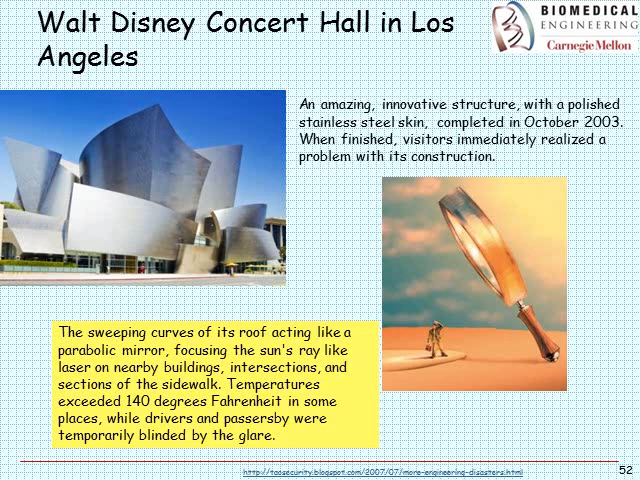 Walt Disney Concert Hall in Los
Angeles
BIOMEDICAL
ENGINEERING
Carnegie Mellon
An amazing, innovative structure, with a polished
stainless steel skin, completed in October 2003.
When finished, visitors immediately realized a
problem with its construction.
The sweeping curves of its roof acting like a
parabolic mirror, focusing the sun's ray like
laser on nearby buildings, intersections, and
sections of the sidewalk. Temperatures
exceeded 140 degrees Fahrenheit in some
places, while drivers and passersby were
temporarily blinded by the glare.
http://taosecurity.blogspot.com/2007/07/more-engineering-disasters.html
52